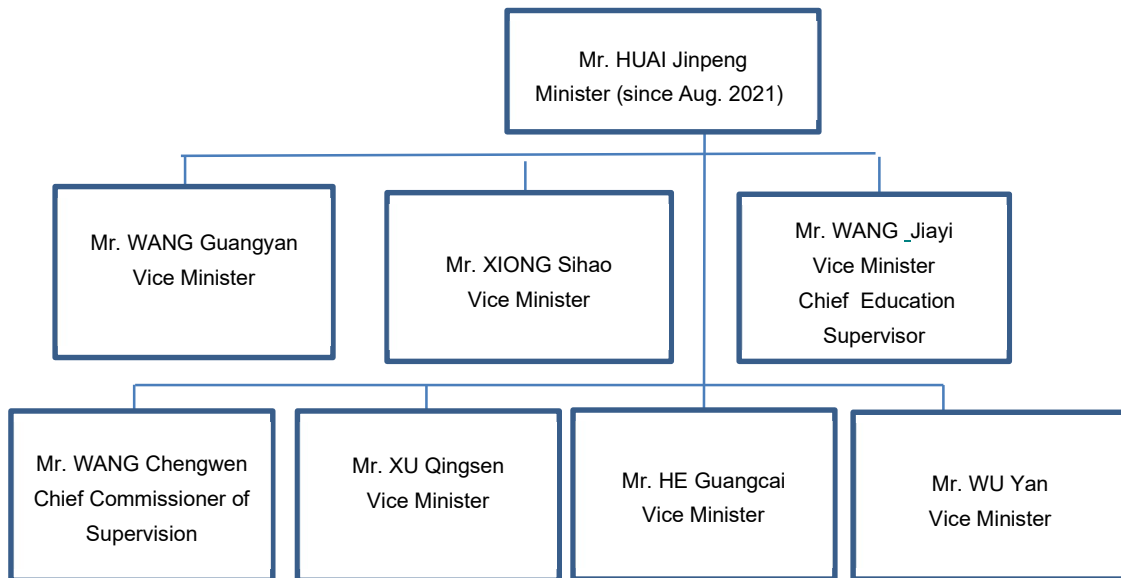 Mr. HUAI Jinpeng
Minister (since Aug. 2021)
Mr. WANG Guangyan
Vice Minister
Mr. XIONG Sihao
Vice Minister
Mr. WANG _Jiayi
Vice Minister
Chief Education
Supervisor
Mr. WANG Chengwen
Chief Commissioner of
Supervision
Mr. XU Qingsen
Vice Minister
Mr. HE Guangcai
Vice Minister
Mr. WU Yan
Vice Minister